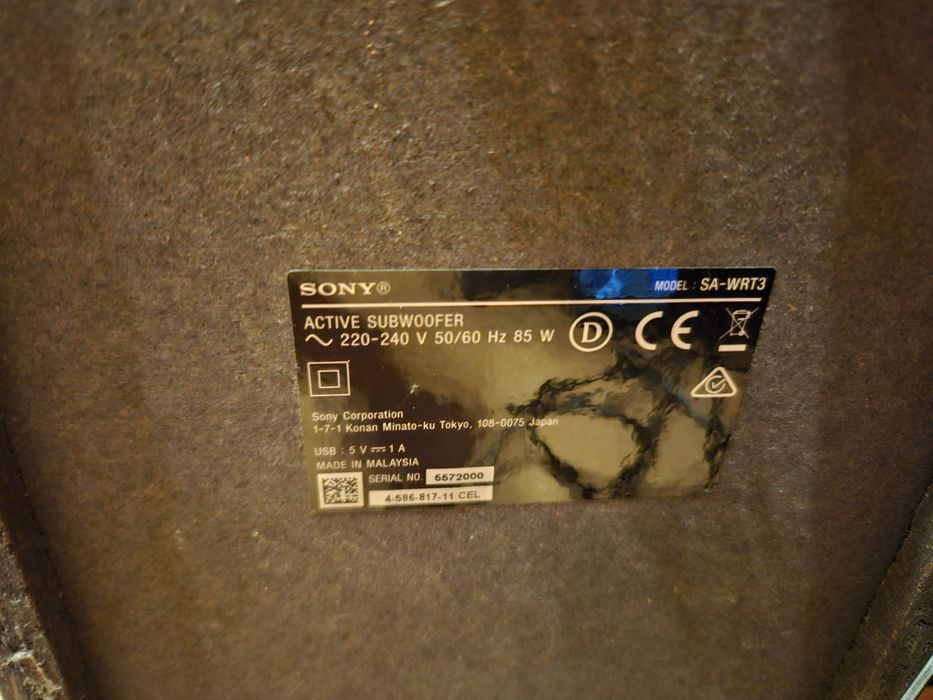 SONY®
MODEL : SA-WRT3
ACTIVE SUBWOOFER
~ 220-240 V 50/60 Hz 85 W
D CE
Sony Corporation
1-7-1 Konan Minato-ku Tokyo, 108-0075 Japan
USB : 5 V ⎓ 1 A
MADE IN MALAYSIA
SERIAL NO. 5572000
4-586-817-11 CEL